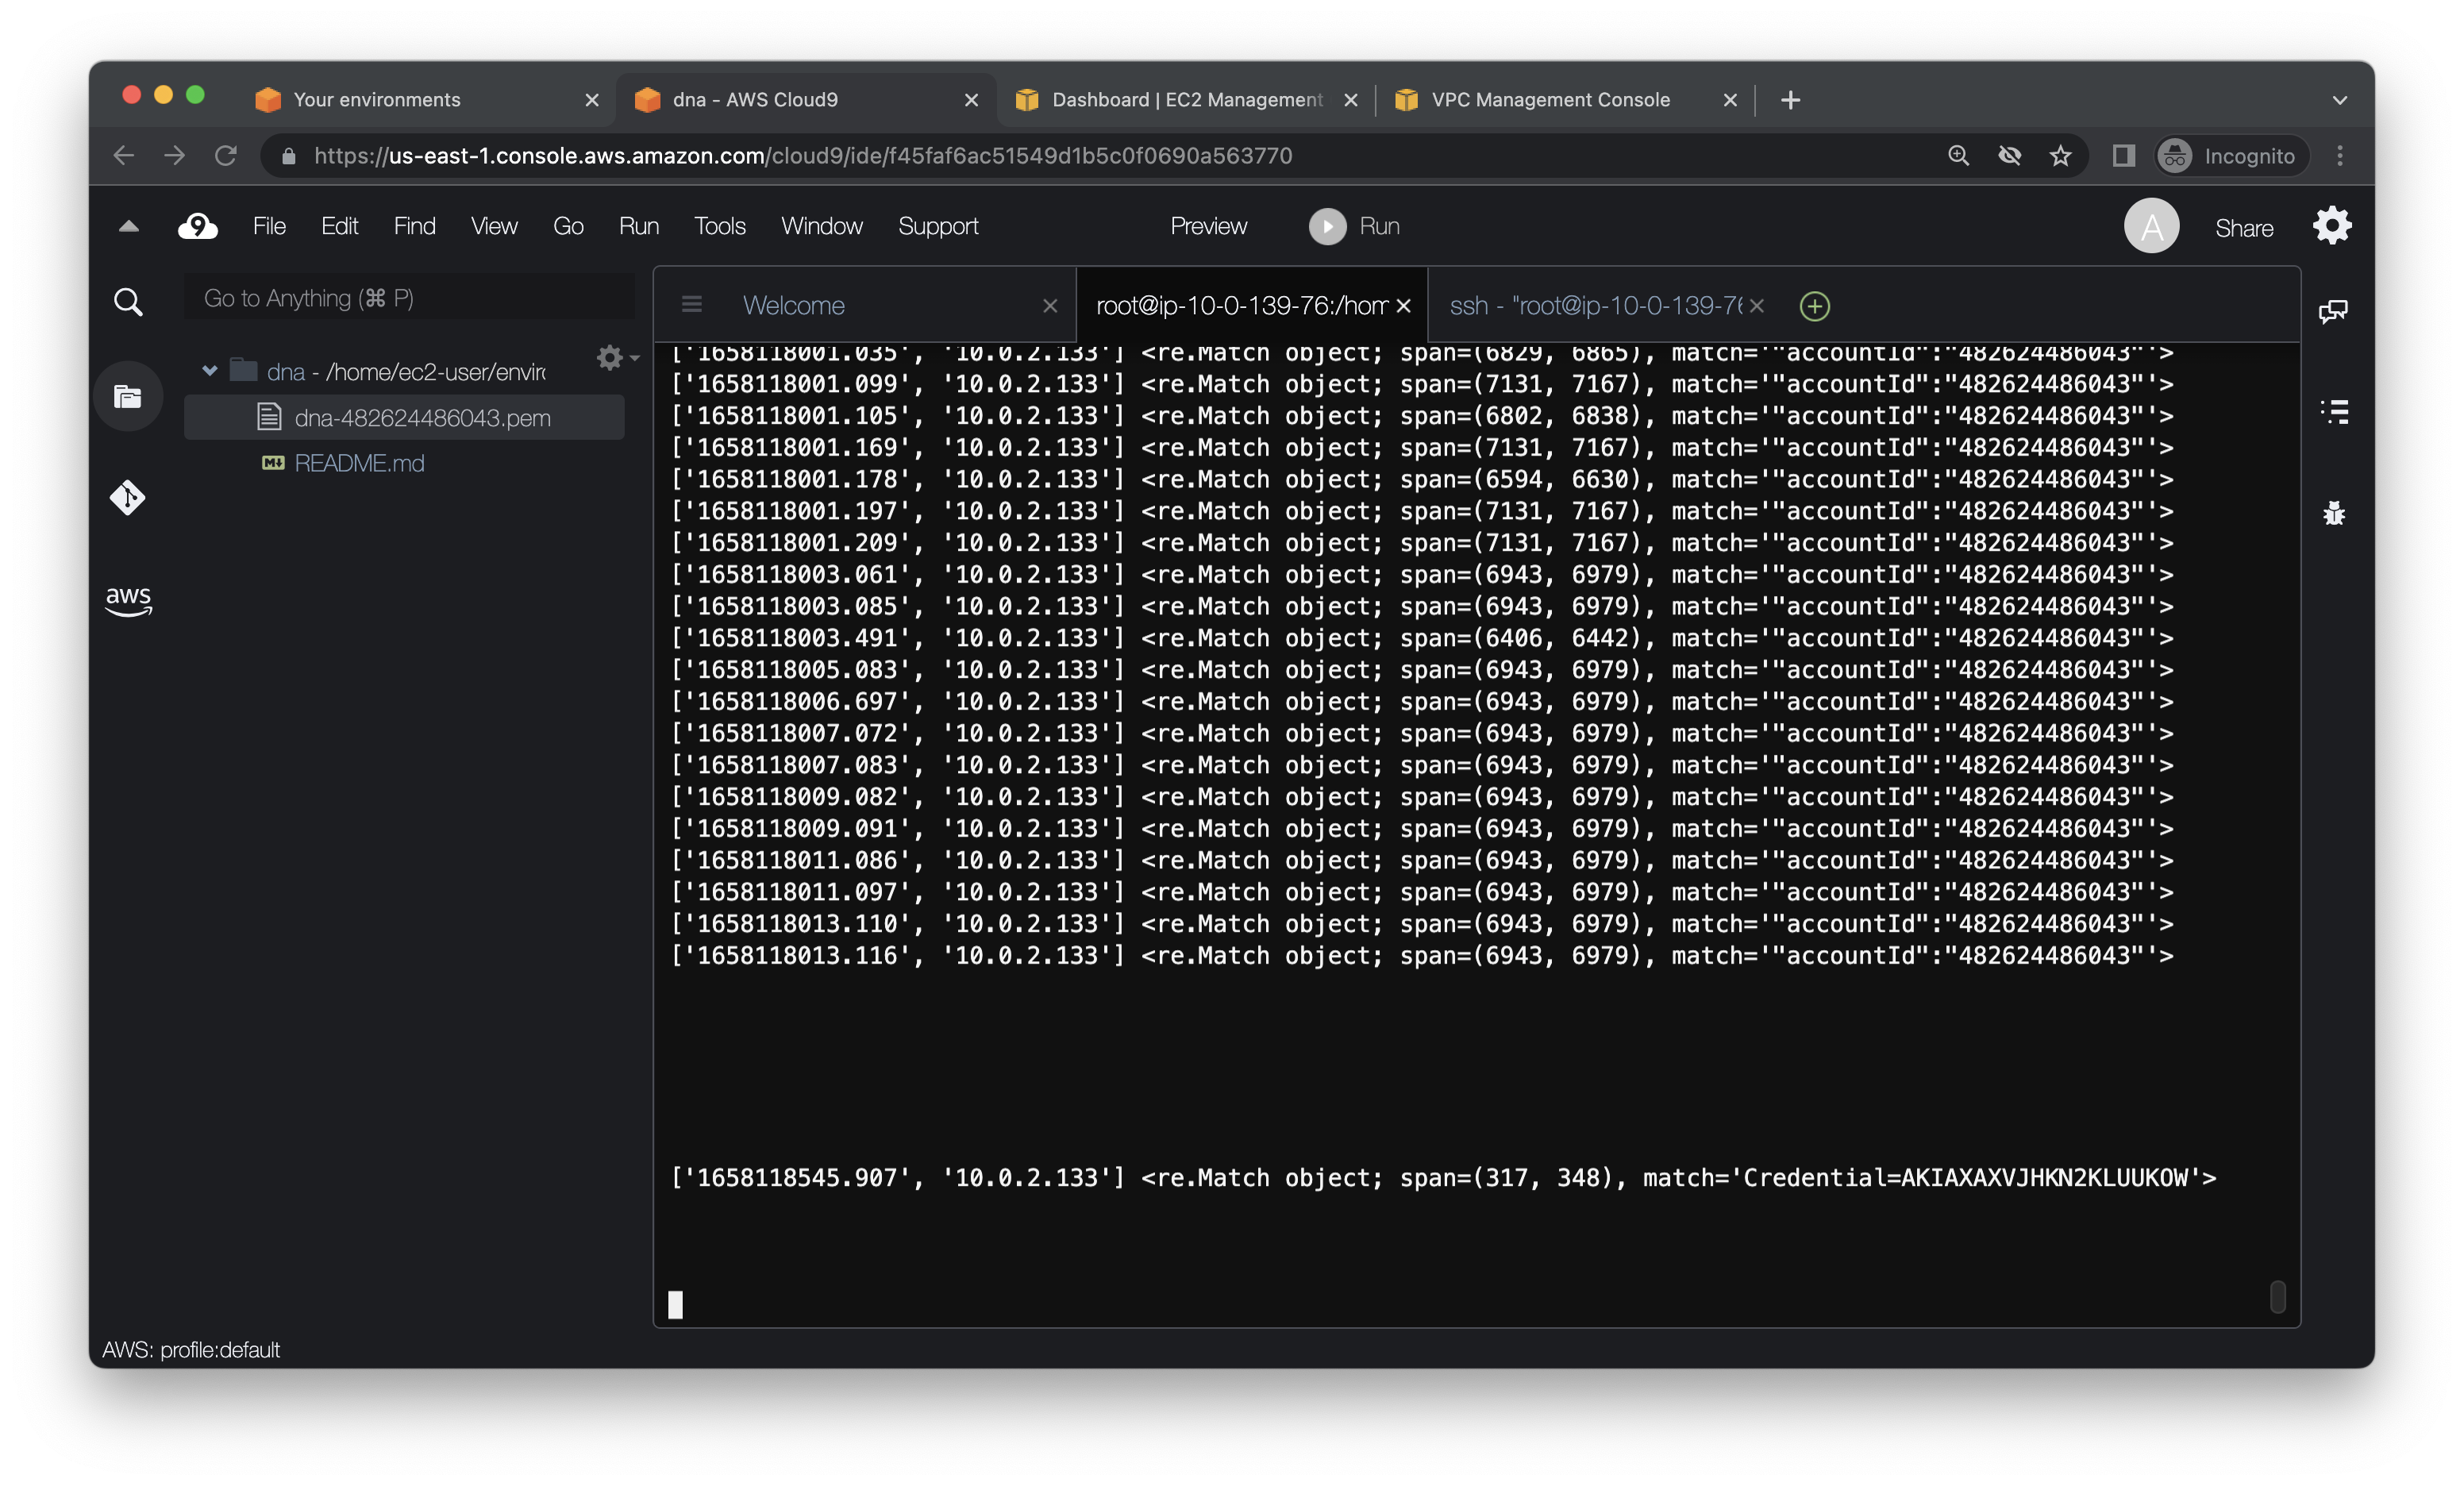 Your environments
dna - AWS Cloud9
Dashboard | EC2 Management
VPC Management Console
https://us-east-1.console.aws.amazon.com/cloud9/ide/f45faf6ac51549d1b5c0f0690a563770
Incognito
9 File Edit Find View Go Run Tools Window Support Preview Run A Share
Go to Anything (⌘ P)
Welcome
root@ip-10-0-139-76:/hom
ssh - "root@ip-10-0-139-76
dna - /home/ec2-user/envir
dna-482624486043.pem
README.md
aws
['1658118001.035', '10.0.2.133'] <re.Match object; span=(6829, 6865), match='"accountId":"482624486043"'>
['1658118001.099', '10.0.2.133'] <re.Match object; span=(7131, 7167), match='"accountId":"482624486043"'>
['1658118001.105', '10.0.2.133'] <re.Match object; span=(6802, 6838), match='"accountId":"482624486043"'>
['1658118001.169', '10.0.2.133'] <re.Match object; span=(7131, 7167), match='"accountId":"482624486043"'>
['1658118001.178', '10.0.2.133'] <re.Match object; span=(6594, 6630), match='"accountId":"482624486043"'>
['1658118001.197', '10.0.2.133'] <re.Match object; span=(7131, 7167), match='"accountId":"482624486043"'>
['1658118001.209', '10.0.2.133'] <re.Match object; span=(7131, 7167), match='"accountId":"482624486043"'>
['1658118003.061', '10.0.2.133'] <re.Match object; span=(6943, 6979), match='"accountId":"482624486043"'>
['1658118003.085', '10.0.2.133'] <re.Match object; span=(6943, 6979), match='"accountId":"482624486043"'>
['1658118003.491', '10.0.2.133'] <re.Match object; span=(6406, 6442), match='"accountId":"482624486043"'>
['1658118005.083', '10.0.2.133'] <re.Match object; span=(6943, 6979), match='"accountId":"482624486043"'>
['1658118006.697', '10.0.2.133'] <re.Match object; span=(6943, 6979), match='"accountId":"482624486043"'>
['1658118007.072', '10.0.2.133'] <re.Match object; span=(6943, 6979), match='"accountId":"482624486043"'>
['1658118007.083', '10.0.2.133'] <re.Match object; span=(6943, 6979), match='"accountId":"482624486043"'>
['1658118009.082', '10.0.2.133'] <re.Match object; span=(6943, 6979), match='"accountId":"482624486043"'>
['1658118009.091', '10.0.2.133'] <re.Match object; span=(6943, 6979), match='"accountId":"482624486043"'>
['1658118011.086', '10.0.2.133'] <re.Match object; span=(6943, 6979), match='"accountId":"482624486043"'>
['1658118011.097', '10.0.2.133'] <re.Match object; span=(6943, 6979), match='"accountId":"482624486043"'>
['1658118013.110', '10.0.2.133'] <re.Match object; span=(6943, 6979), match='"accountId":"482624486043"'>
['1658118013.116', '10.0.2.133'] <re.Match object; span=(6943, 6979), match='"accountId":"482624486043"'>
['1658118545.907', '10.0.2.133'] <re.Match object; span=(317, 348), match='Credential=AKIAXAXVJHKN2KLUUKOW'>
AWS: profile:default